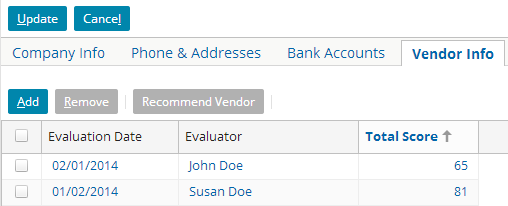 Update Cancel
Company Info Phone & Addresses Bank Accounts Vendor Info
Add Remove Recommend Vendor
Evaluation Date Evaluator Total Score ↑
02/01/2014 John Doe 65
01/02/2014 Susan Doe 81